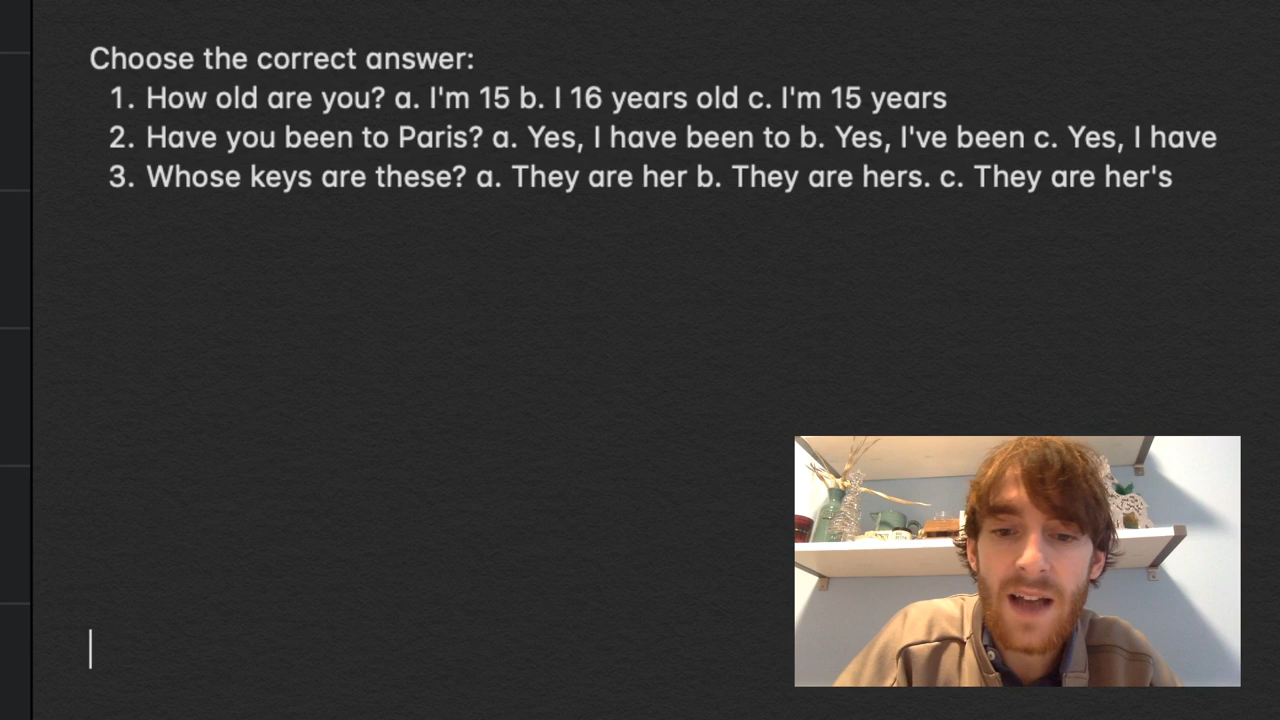 Choose the correct answer:
1. How old are you? a. I'm 15 b. I 16 years old c. I'm 15 years
2. Have you been to Paris? a. Yes, I have been to b. Yes, I've been c. Yes, I have
3. Whose keys are these? a. They are her b. They are hers. c. They are her's